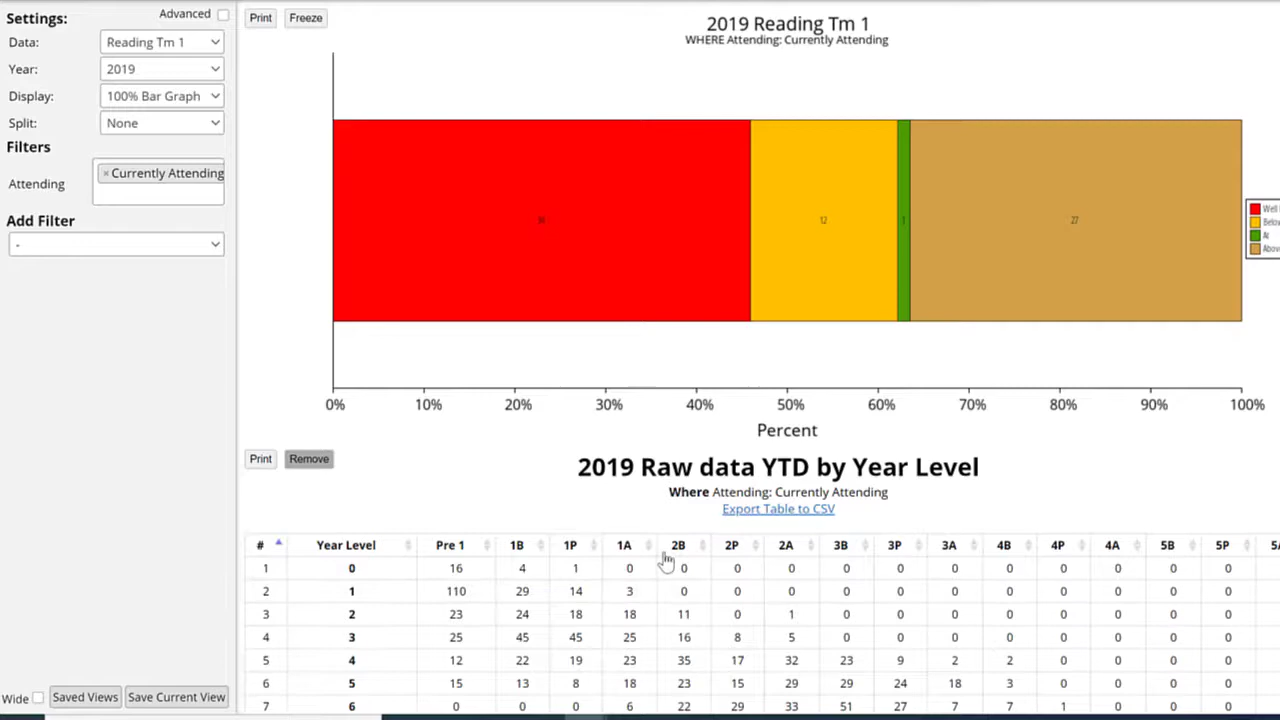 Settings:
Advanced
Data:
Reading Tm 1
Year:
2019
Display:
100% Bar Graph
Split:
None
Filters
Attending
× Currently Attending
Add Filter
-
Wide
Saved Views
Save Current View
Print
Freeze
2019 Reading Tm 1
WHERE Attending: Currently Attending
12
1
27
Well
Below
At
Above
0% 10% 20% 30% 40% 50% 60% 70% 80% 90% 100%
Percent
Print
Remove
2019 Raw data YTD by Year Level
Where Attending: Currently Attending
Export Table to CSV
# Year Level Pre 1 1B 1P 1A 2B 2P 2A 3B 3P 3A 4B 4P 4A 5B 5P 5A
1 0 16 4 1 0 0 0 0 0 0 0 0 0 0 0 0
2 1 110 29 14 3 0 0 0 0 0 0 0 0 0 0 0
3 2 23 24 18 18 11 0 1 0 0 0 0 0 0 0 0
4 3 25 45 45 25 16 8 5 0 0 0 0 0 0 0 0
5 4 12 22 19 23 35 17 32 23 9 2 2 0 0 0 0
6 5 15 13 8 18 23 15 29 29 24 18 3 0 0 0 0
7 6 0 0 0 6 22 29 33 51 27 7 7 1 0 0 0